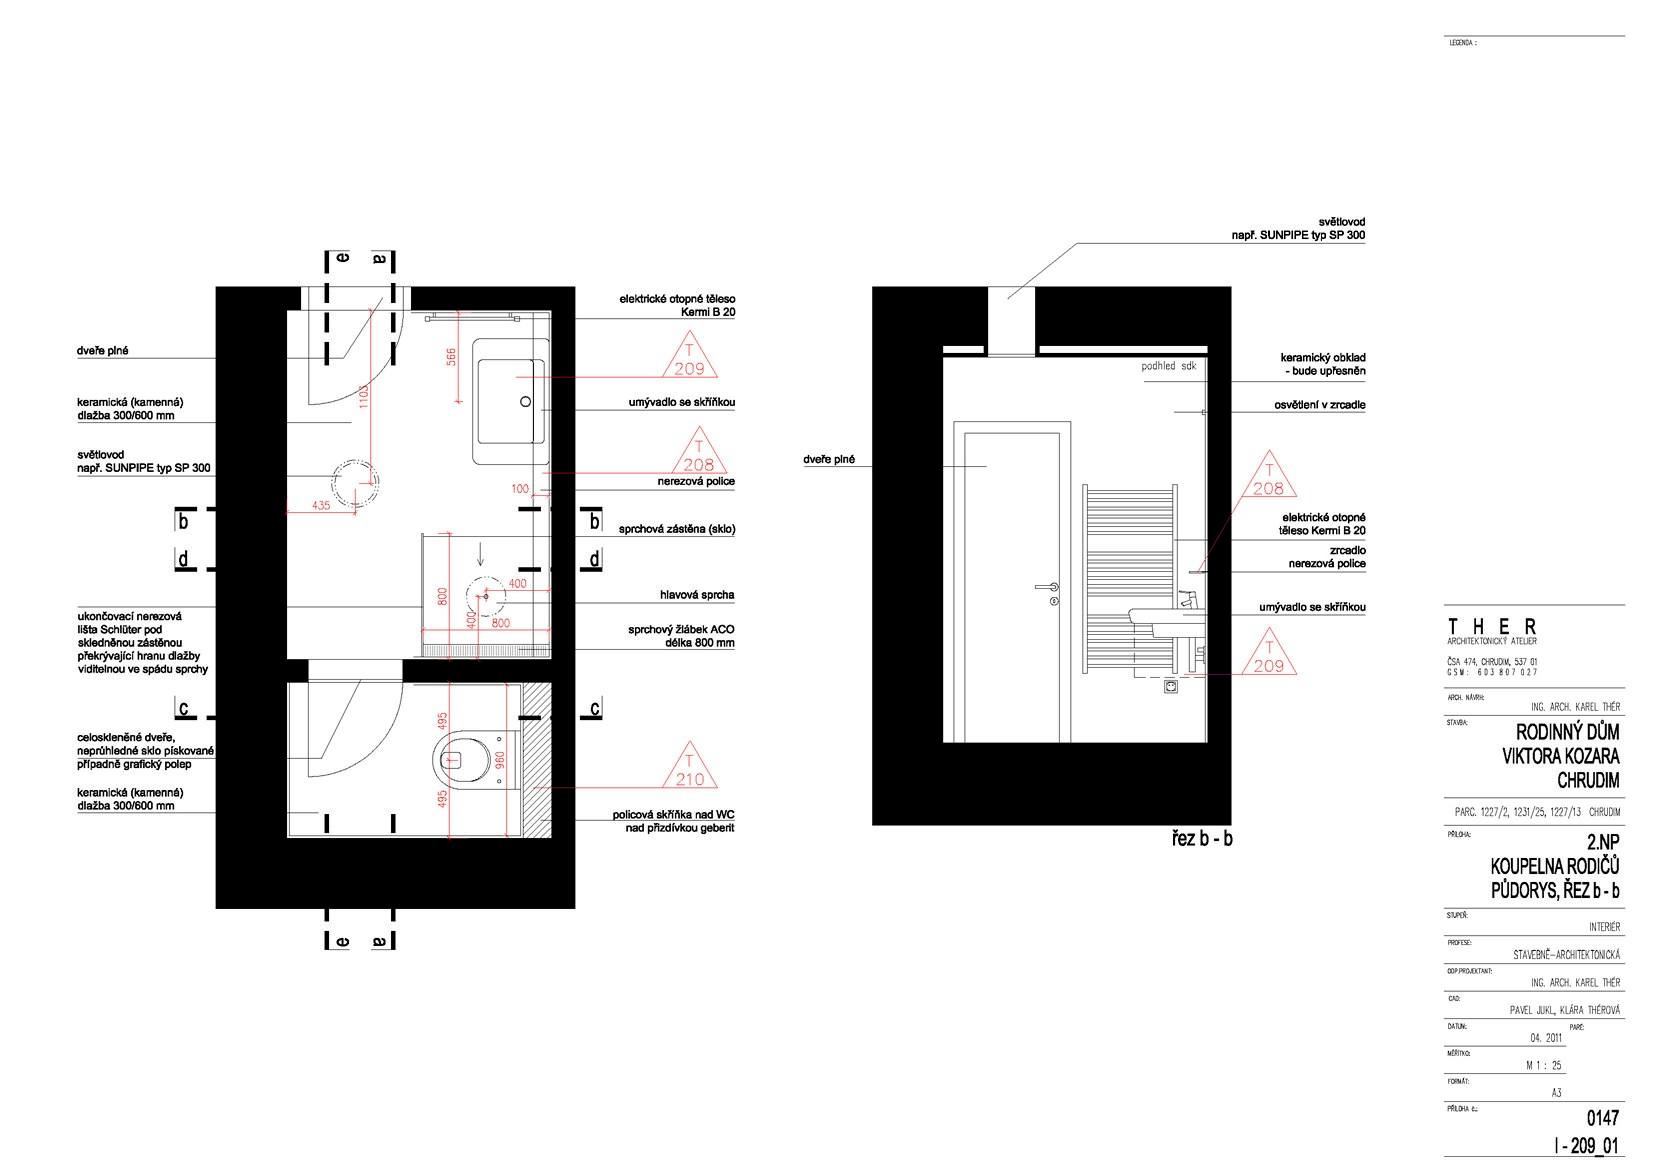 LEGENDA :
e a
dveře plné
keramická (kamenná)
dlažba 300/600 mm
světlovod
např. SUNPIPE typ SP 300
b
d
ukončovací nerezová
lišta Schlüter pod
skledněnou zástěnou
překrývající hranu dlažby
viditelnou ve spádu sprchy
c
celoskleněné dveře,
neprůhledné sklo pískované
případně grafický polep
keramická (kamenná)
dlažba 300/600 mm
1103
566
435
100
800
400
400
800
495
960
495
e a
elektrické otopné těleso
Kermi B 20
T
209
umývadlo se skříňkou
T
208
nerezová police
b
sprchová zástěna (sklo)
d
hlavová sprcha
sprchový žlábek ACO
délka 800 mm
c
T
210
policová skříňka nad WC
nad přizdívkou geberit
světlovod
např. SUNPIPE typ SP 300
podhled sdk
keramický obklad
- bude upřesněn
osvětlení v zrcadle
dveře plné
T
208
elektrické otopné
těleso Kermi B 20
zrcadlo
nerezová police
umývadlo se skříňkou
T
209
řez b - b
THER
ARCHITEKTONICKÝ ATELIER
ČSA 474, CHRUDIM, 537 01
GSM: 603 807 027
ARCH. NÁVRH:
ING. ARCH. KAREL THÉR
STAVBA:
RODINNÝ DŮM
VIKTORA KOZARA
CHRUDIM
PARC. 1227/2, 1231/25, 1227/13 CHRUDIM
PŘÍLOHA:
2.NP
KOUPELNA RODIČŮ
PŮDORYS, ŘEZ b - b
STUPEŇ:
INTERIÉR
PROFESE:
STAVEBNĚ-ARCHITEKTONICKÁ
ODP.PROJEKTANT:
ING. ARCH. KAREL THÉR
CAD:
PAVEL JUKL, KLÁRA THÉROVÁ
DATUM: PARÉ:
04. 2011
MĚŘÍTKO:
M 1 : 25
FORMÁT:
A3
PŘÍLOHA č.:
0147
I - 209_01